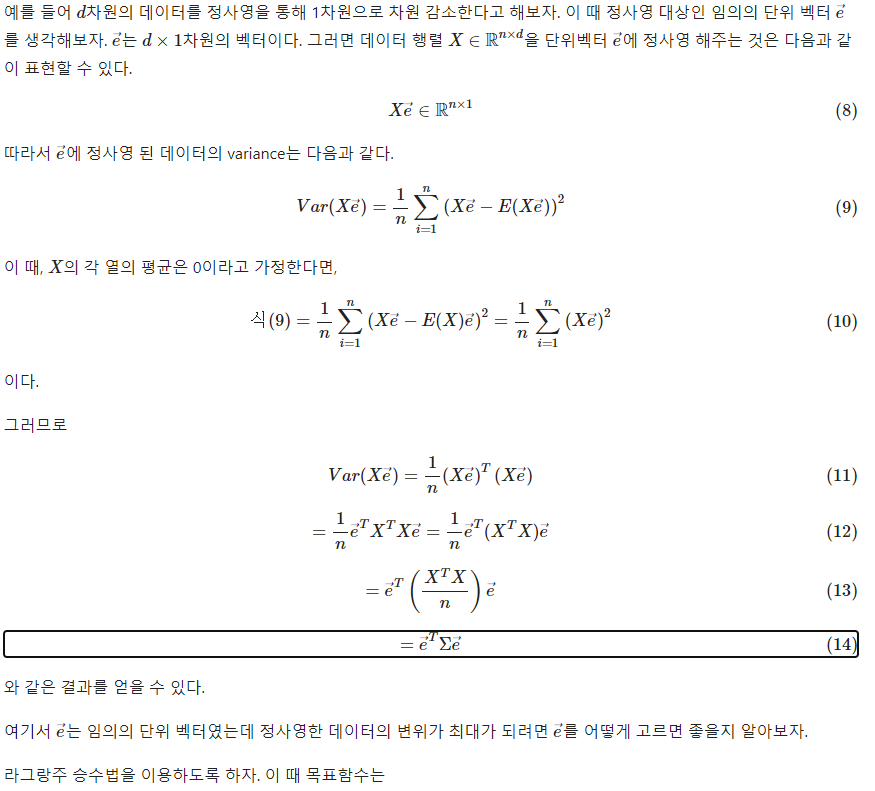 예를 들어 d차원의 데이터를 정사영을 통해 1차원으로 차원 감소한다고 해보자. 이 때 정사영 대상인 임의의 단위 벡터 $\vec{e}$
를 생각해보자. $\vec{e}$는 $d \times 1$차원의 벡터이다. 그러면 데이터 행렬 $X \in \mathbb{R}^{n \times d}$을 단위벡터 $\vec{e}$에 정사영 해주는 것은 다음과 같
이 표현할 수 있다.
$X\vec{e} \in \mathbb{R}^{n \times 1}$ (8)
따라서 $\vec{e}$에 정사영 된 데이터의 variance는 다음과 같다.
$Var(X\vec{e}) = \frac{1}{n} \sum_{i=1}^{n} (X\vec{e} - E(X\vec{e}))^2$ (9)
이 때, $X$의 각 열의 평균은 0이라고 가정한다면,
식$(9) = \frac{1}{n} \sum_{i=1}^{n} (X\vec{e} - E(X)\vec{e})^2 = \frac{1}{n} \sum_{i=1}^{n} (X\vec{e})^2$ (10)
이다.
그러므로
$Var(X\vec{e}) = \frac{1}{n} (X\vec{e})^T (X\vec{e})$ (11)
$= \frac{1}{n} \vec{e}^T X^T X \vec{e} = \frac{1}{n} \vec{e}^T (X^T X) \vec{e}$ (12)
$= \vec{e}^T \left( \frac{X^T X}{n} \right) \vec{e}$ (13)
$= \vec{e}^T \Sigma \vec{e}$ (14)
와 같은 결과를 얻을 수 있다.
여기서 $\vec{e}$는 임의의 단위 벡터였는데 정사영한 데이터의 변위가 최대가 되려면 $\vec{e}$를 어떻게 고르면 좋을지 알아보자.
라그랑주 승수법을 이용하도록 하자. 이 때 목표함수는